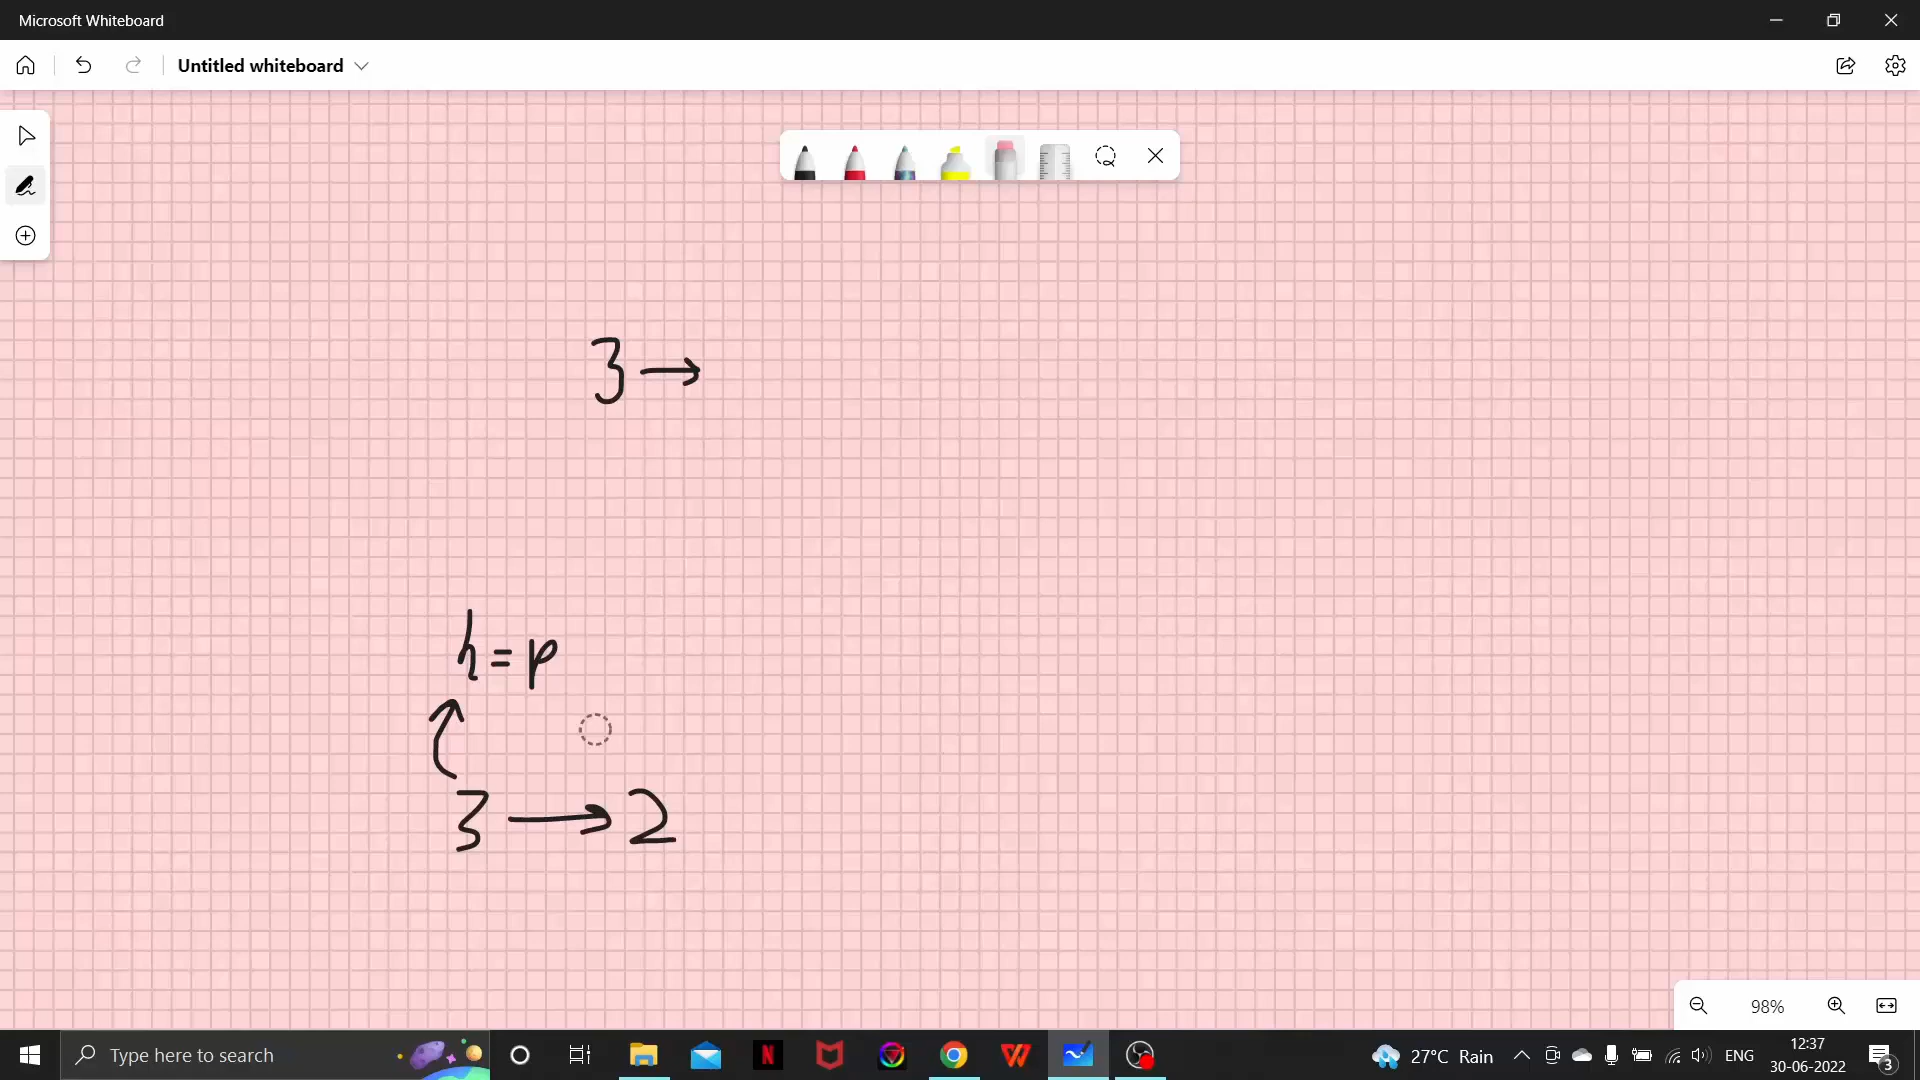 Microsoft Whiteboard
Untitled whiteboard
3 →
h = p
3 → 2
98%
Type here to search
27°C Rain
ENG
12:37
30-06-2022
3